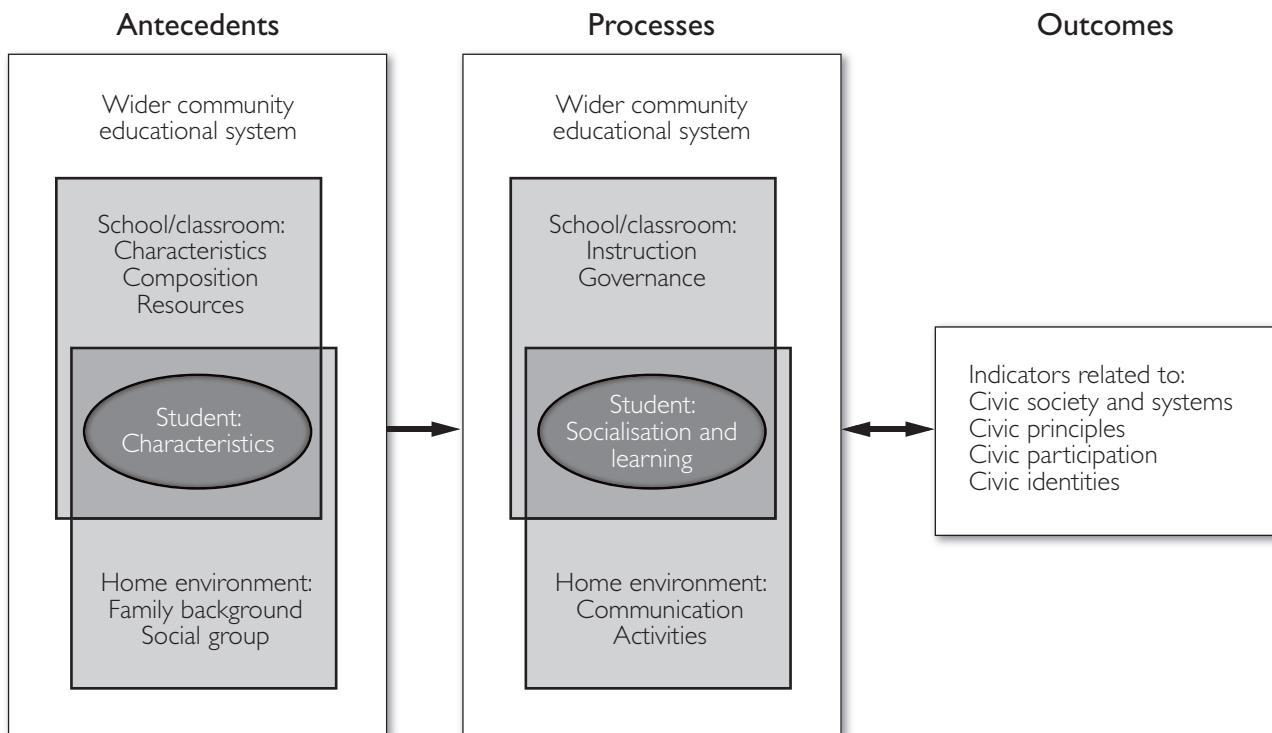 Antecedents
Wider community
educational system
School/classroom:
Characteristics
Composition
Resources
Student:
Characteristics
Home environment:
Family background
Social group
Processes
Wider community
educational system
School/classroom:
Instruction
Governance
Student:
Socialisation and
learning
Home environment:
Communication
Activities
Outcomes
Indicators related to:
Civic society and systems
Civic principles
Civic participation
Civic identities